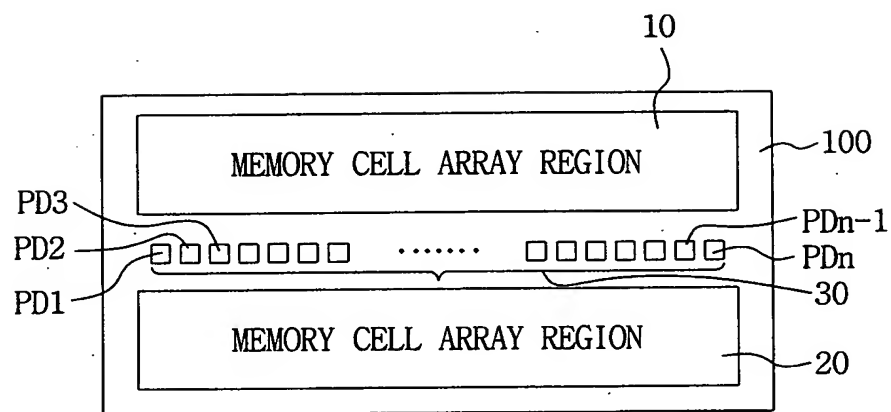 10
MEMORY CELL ARRAY REGION
100
PD3
PD2
PD1
.......
PDn-1
PDn
30
MEMORY CELL ARRAY REGION
20